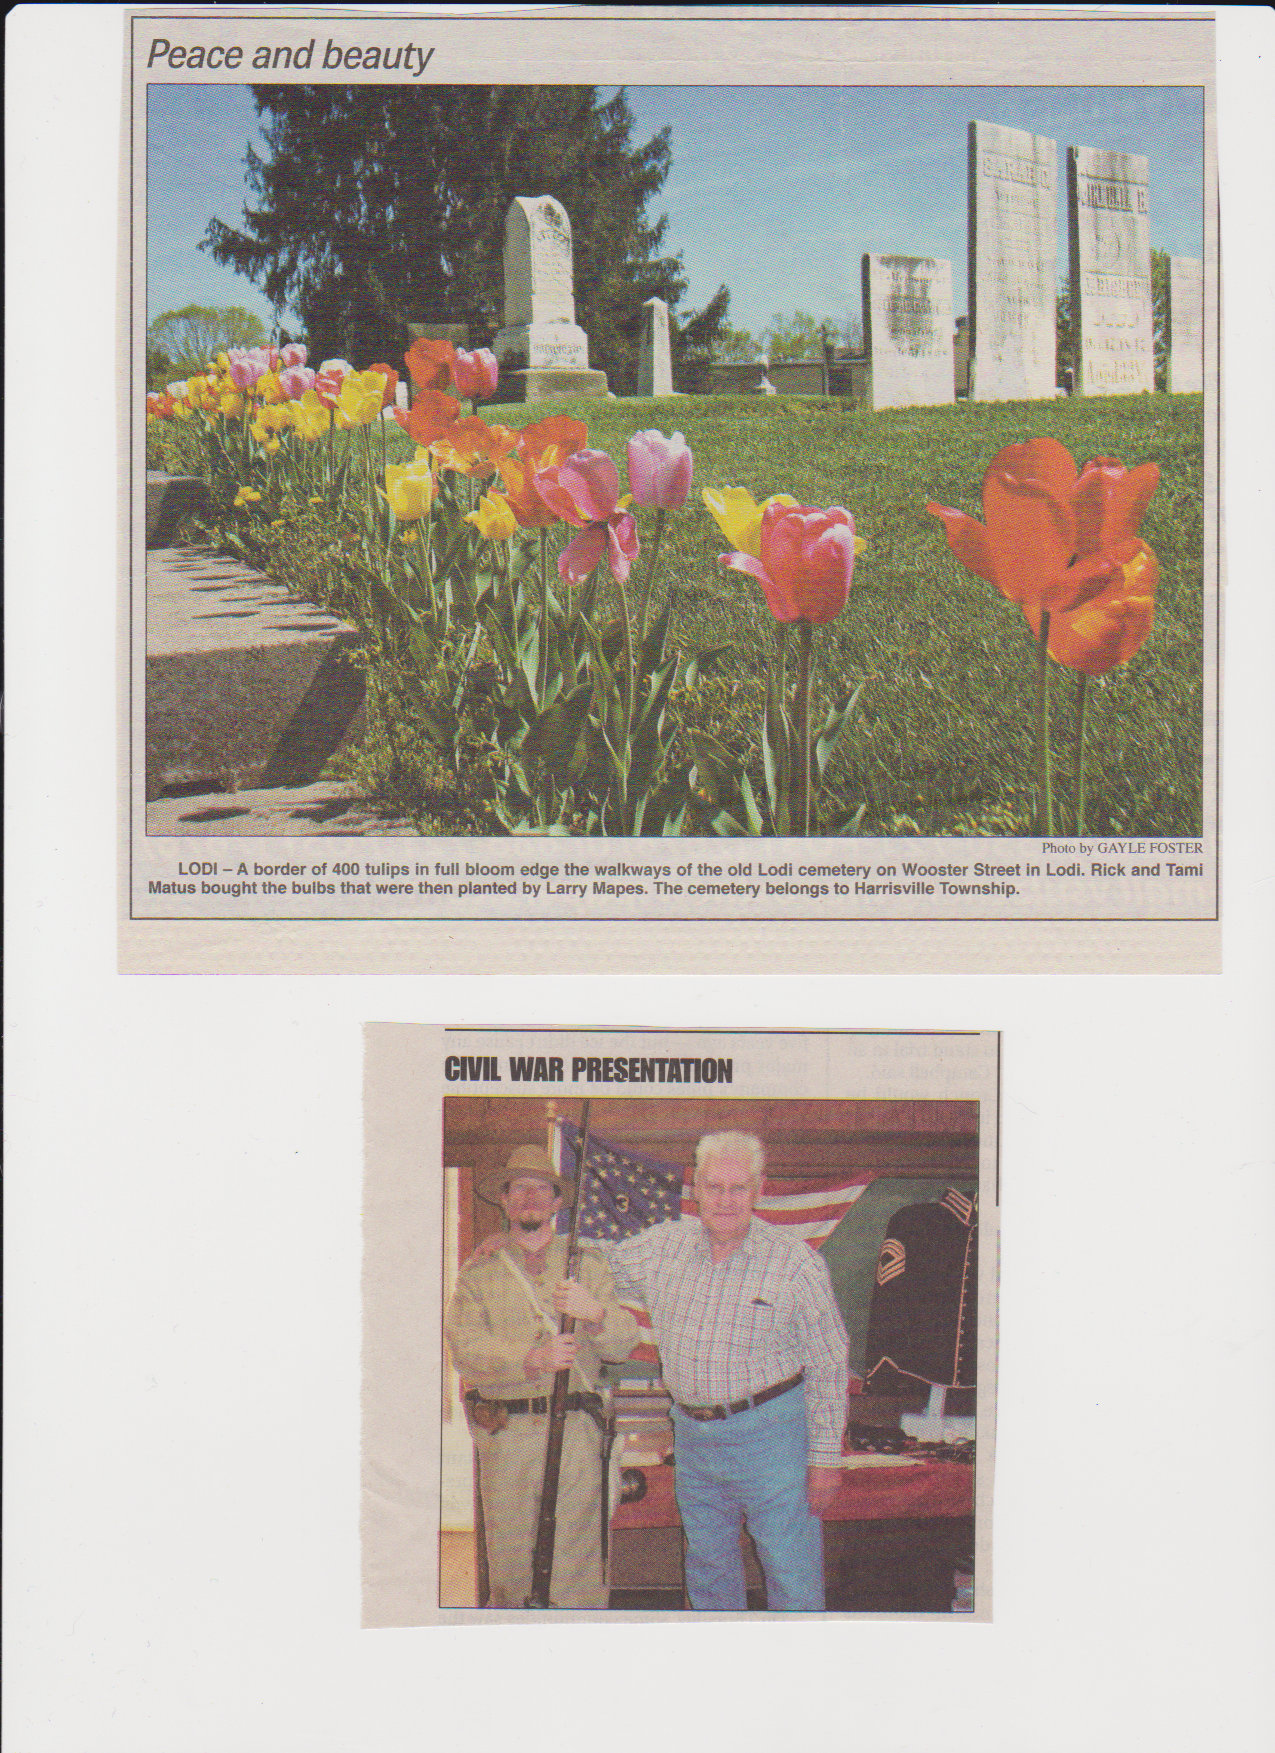 Peace and beauty
Photo by GAYLE FOSTER
LODI – A border of 400 tulips in full bloom edge the walkways of the old Lodi cemetery on Wooster Street in Lodi. Rick and Tami
Matus bought the bulbs that were then planted by Larry Mapes. The cemetery belongs to Harrisville Township.
CIVIL WAR PRESENTATION
3